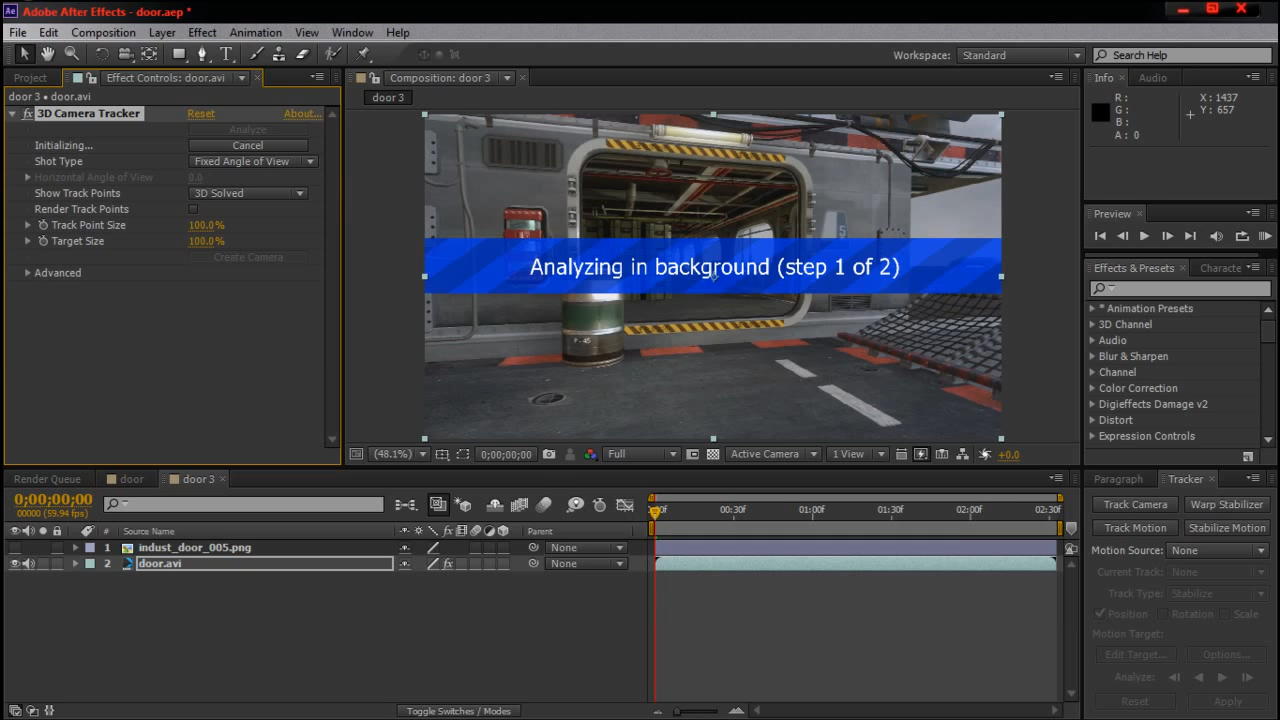 Adobe After Effects - door.aep *
File Edit Composition Layer Effect Animation View Window Help
Workspace: Standard Search Help
Project Effect Controls: door.avi
door 3 • door.avi
fx 3D Camera Tracker Reset About...
Analyze
Initializing... Cancel
Shot Type Fixed Angle of View
Horizontal Angle of View 0.0
Show Track Points 3D Solved
Render Track Points
Track Point Size 100.0%
Target Size 100.0%
Create Camera
Advanced
Composition: door 3
door 3
5
Analyzing in background (step 1 of 2)
P-45
(48.1%) 0;00;00;00 Full Active Camera 1 View +0.0
Info Audio
R: X: 1437
G: Y: 657
B:
A: 0
Preview
Effects & Presets Characte
* Animation Presets
3D Channel
Audio
Blur & Sharpen
Channel
Color Correction
Digieffects Damage v2
Distort
Expression Controls
Render Queue door door 3
0;00;00;00
00000 (59.94 fps)
# Source Name Parent
1 indust_door_005.png None
2 door.avi fx None
00:30f 01:00f 01:30f 02:00f 02:30f
Toggle Switches / Modes
Paragraph Tracker
Track Camera Warp Stabilizer
Track Motion Stabilize Motion
Motion Source: None
Current Track: None
Track Type: Stabilize
Position Rotation Scale
Motion Target:
Edit Target... Options...
Analyze:
Reset Apply